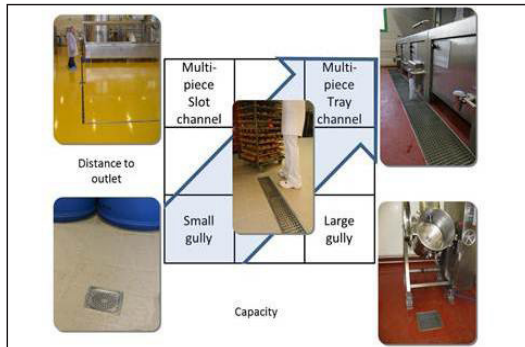 Multi-
piece
Slot
channel
Multi-
piece
Tray
channel
Distance to
outlet
Small
gully
Large
gully
Capacity